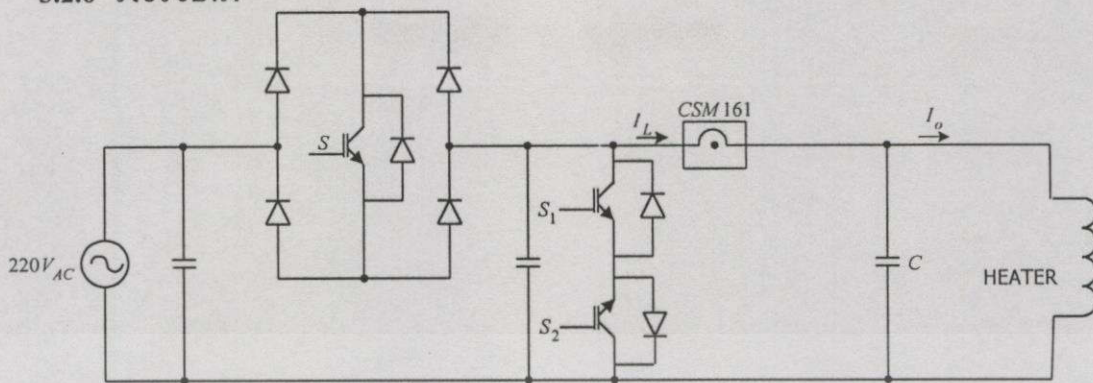 S
220V_AC
I_L
CSM 161
I_o
S_1
S_2
C
HEATER